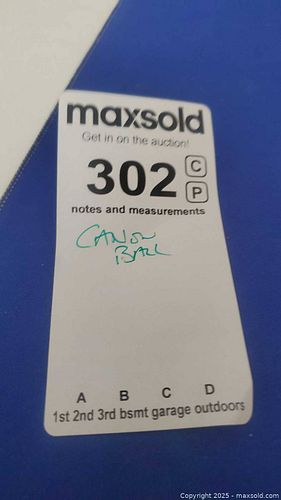 maxsold
Get in on the auction!
302 C
P
notes and measurements
CANON
BALL
A B C D
1st 2nd 3rd bsmt garage outdoors
Copyright © 2025 - maxsold.com